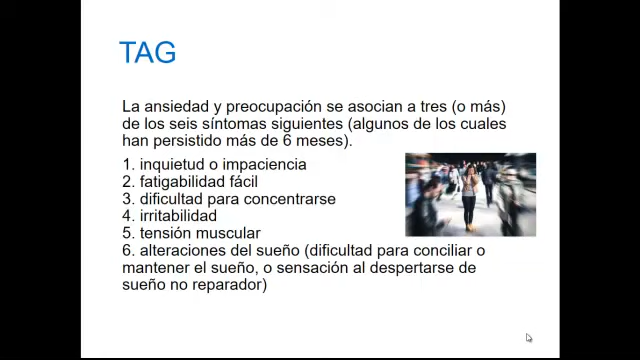 TAG
La ansiedad y preocupación se asocian a tres (o más)
de los seis síntomas siguientes (algunos de los cuales
han persistido más de 6 meses).
1. inquietud o impaciencia
2. fatigabilidad fácil
3. dificultad para concentrarse
4. irritabilidad
5. tensión muscular
6. alteraciones del sueño (dificultad para conciliar o
mantener el sueño, o sensación al despertarse de
sueño no reparador)